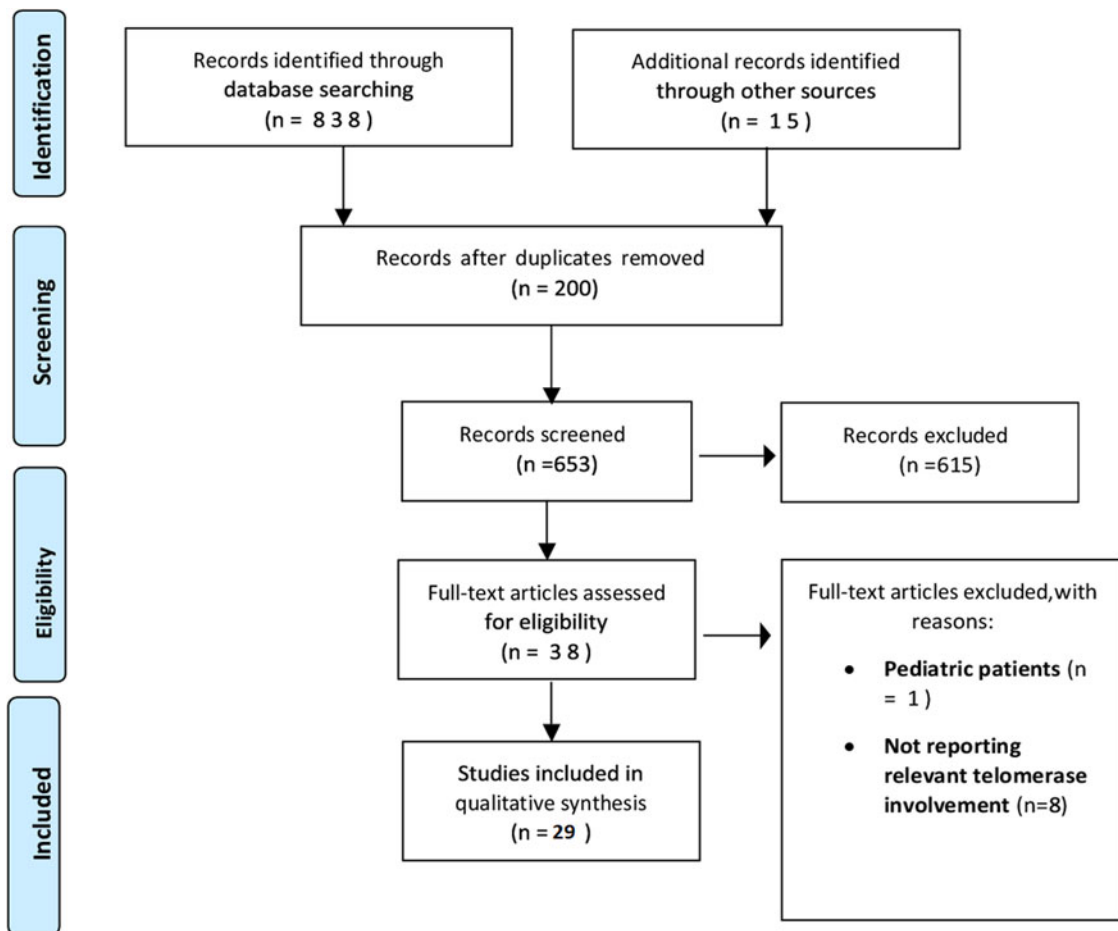 Identification
Records identified through
database searching
(n = 8 3 8 )
Additional records identified
through other sources
(n = 1 5 )
Screening
Records after duplicates removed
(n = 200)
Records screened
(n =653)
Records excluded
(n =615)
Eligibility
Full-text articles assessed
for eligibility
(n = 3 8 )
Full-text articles excluded,with
reasons:
• Pediatric patients (n
= 1 )
• Not reporting
relevant telomerase
involvement (n=8)
Included
Studies included in
qualitative synthesis
(n = 29 )